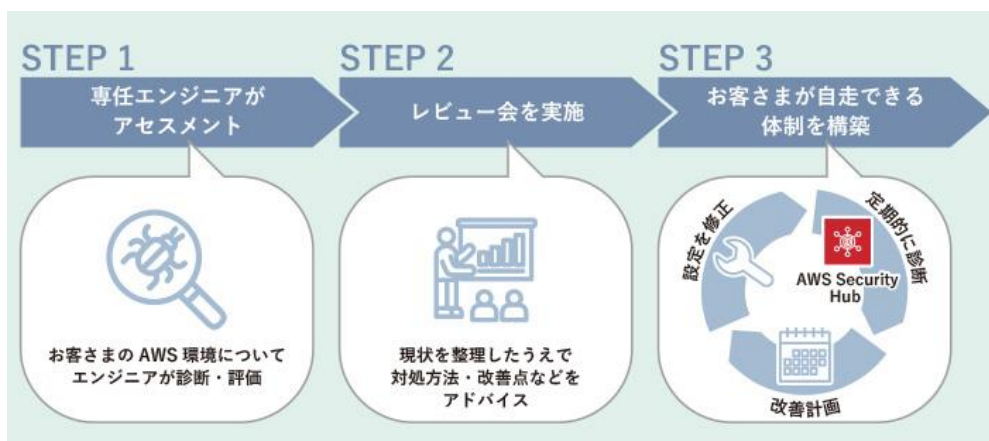 STEP 1
専任エンジニアが
アセスメント
お客さまの AWS 環境について
エンジニアが診断・評価
STEP 2
レビュー会を実施
現状を整理したうえで
対処方法・改善点などを
アドバイス
STEP 3
お客さまが自走できる
体制を構築
設定を修正
定期的に診断
AWS Security
Hub
改善計画